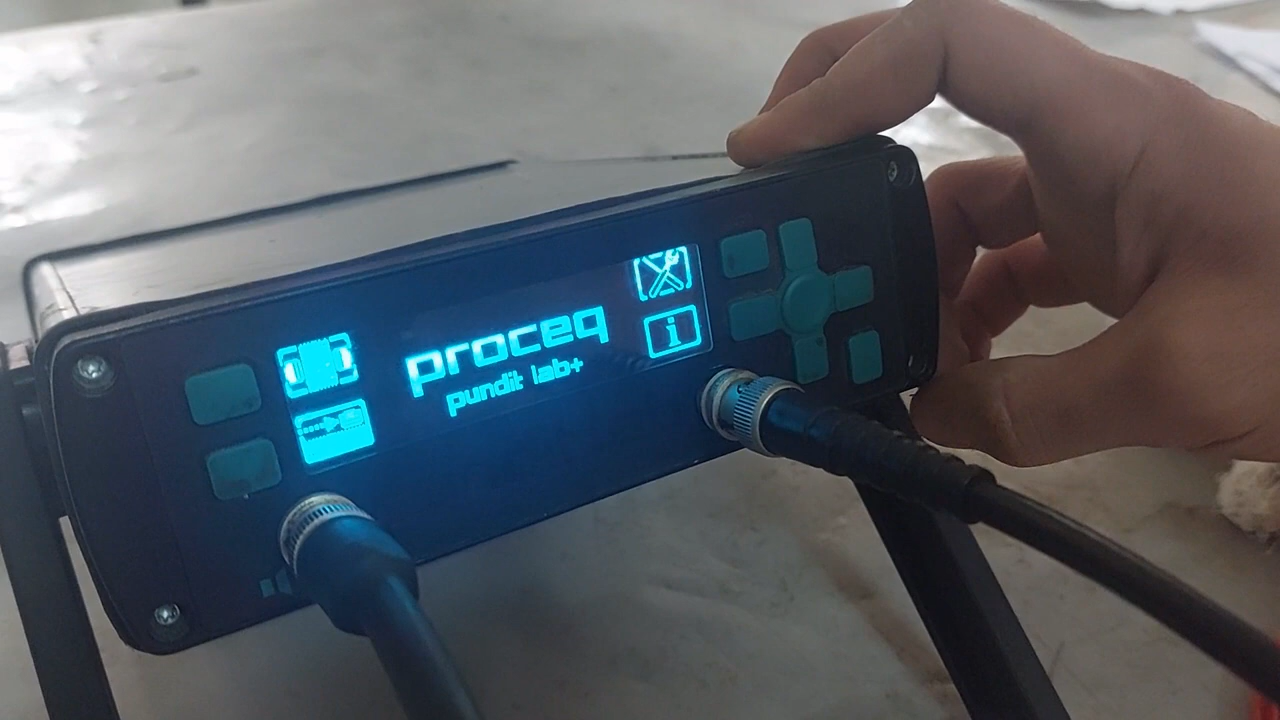 proceq
pundit lab+
i